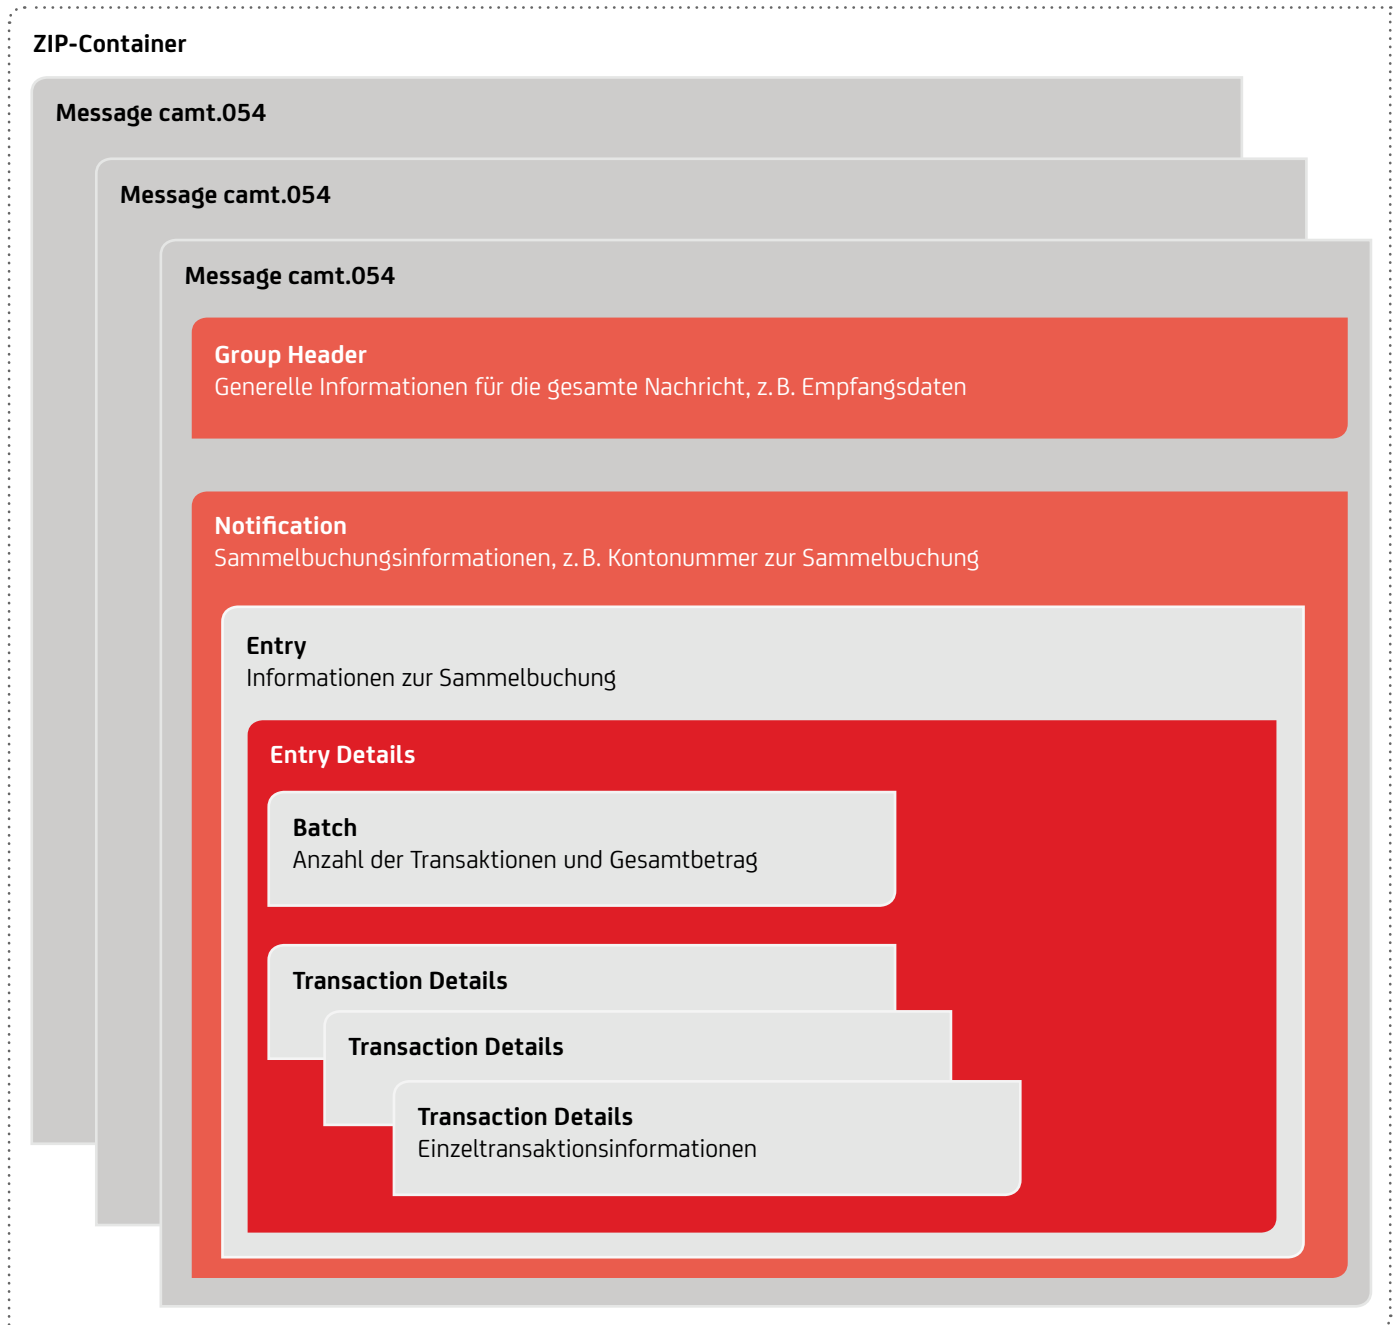 ZIP-Container
Message camt.054
Message camt.054
Message camt.054
Group Header
Generelle Informationen für die gesamte Nachricht, z. B. Empfangsdaten
Notification
Sammelbuchungsinformationen, z. B. Kontonummer zur Sammelbuchung
Entry
Informationen zur Sammelbuchung
Entry Details
Batch
Anzahl der Transaktionen und Gesamtbetrag
Transaction Details
Transaction Details
Transaction Details
Einzeltransaktionsinformationen